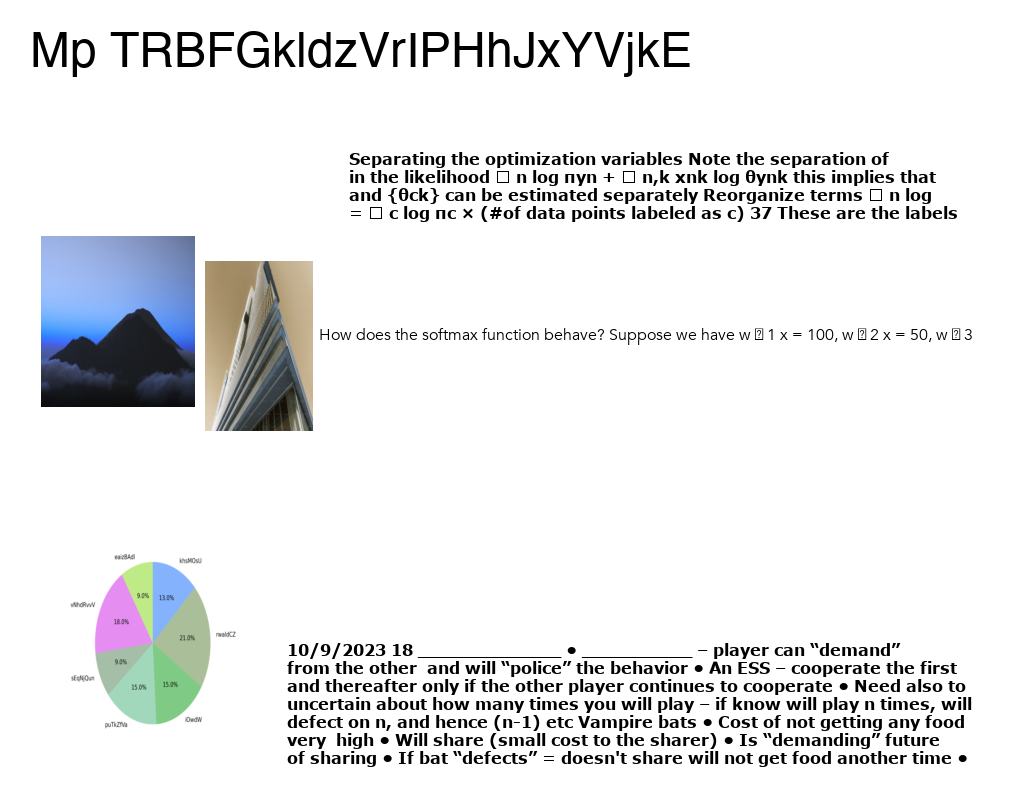 Mp TRBFGkldzVrIPHhJxYVjkE
Separating the optimization variables Note the separation of
in the likelihood □ n log πyn + □ n,k xnk log θynk this implies that
and {θck} can be estimated separately Reorganize terms □ n log
= □ c log πc × (#of data points labeled as c) 37 These are the labels
How does the softmax function behave? Suppose we have w ⍰ 1 x = 100, w ⍰ 2 x = 50, w ⍰ 3
eaizBAdl
khsMOsU
9.0%
13.0%
vNhdRvvV
18.0%
21.0%
rwaldCZ
9.0%
sEqNjQun
15.0%
15.0%
puTkZfVa
iOwdW
10/9/2023 18 _________________ • _____________ – player can “demand”
from the other  and will “police” the behavior • An ESS – cooperate the first
and thereafter only if the other player continues to cooperate • Need also to
uncertain about how many times you will play – if know will play n times, will
defect on n, and hence (n-1) etc Vampire bats • Cost of not getting any food
very  high • Will share (small cost to the sharer) • Is “demanding” future
of sharing • If bat “defects” = doesn't share will not get food another time •